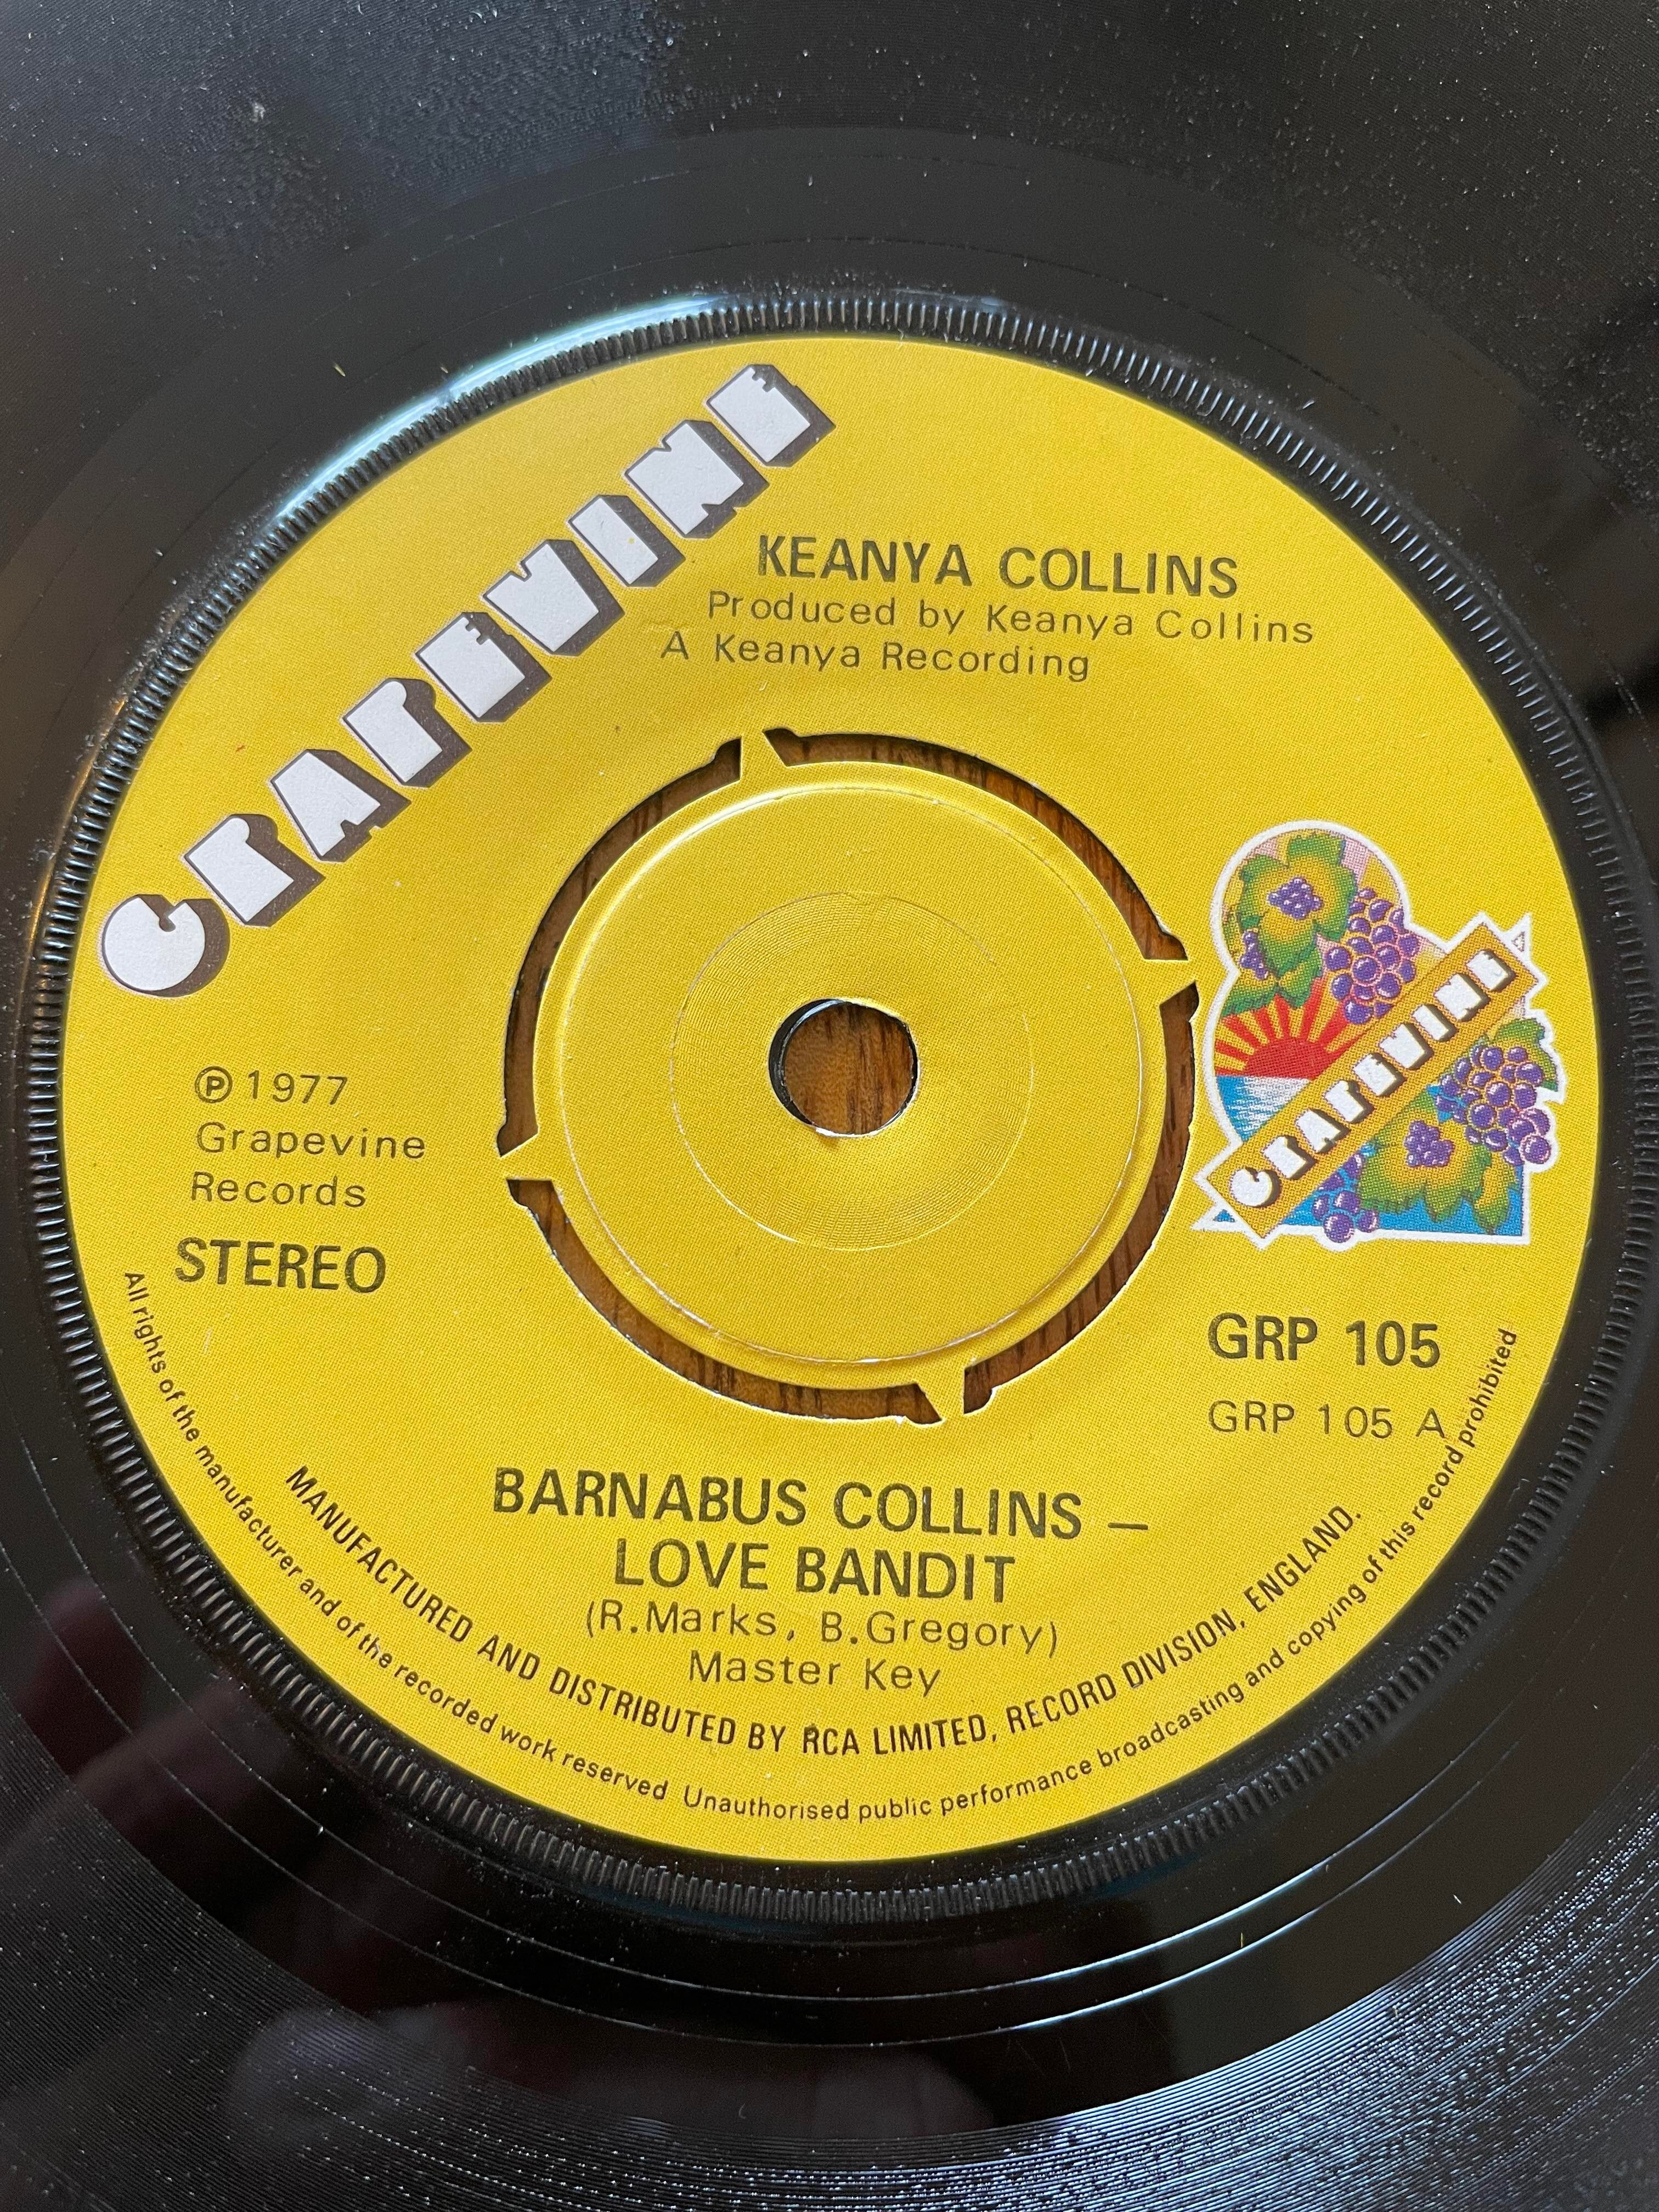 GRAPEVINE
KEANYA COLLINS
Produced by Keanya Collins
A Keanya Recording
GRAPEVINE
Ⓟ 1977
Grapevine
Records
STEREO
GRP 105
GRP 105 A
BARNABUS COLLINS –
LOVE BANDIT
(R.Marks, B.Gregory)
Master Key
MANUFACTURED AND DISTRIBUTED BY RCA LIMITED, RECORD DIVISION, ENGLAND.
All rights of the manufacturer and of the recorded work reserved Unauthorised public performance broadcasting and copying of this record prohibited